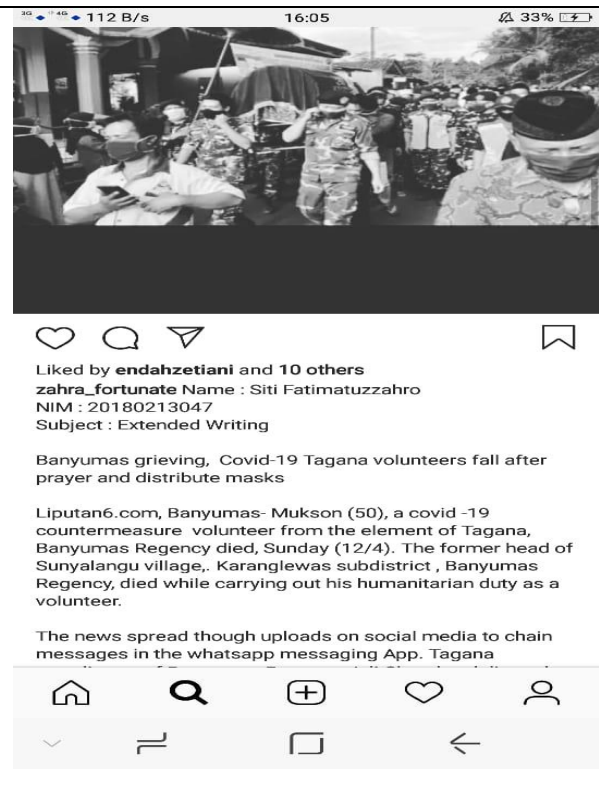 3G 4G 112 B/s 16:05 33%
Liked by endahzetiani and 10 others
zahra_fortunate Name : Siti Fatimatuzzahro
NIM : 20180213047
Subject : Extended Writing
Banyumas grieving, Covid-19 Tagana volunteers fall after
prayer and distribute masks
Liputan6.com, Banyumas- Mukson (50), a covid -19
countermeasure volunteer from the element of Tagana,
Banyumas Regency died, Sunday (12/4). The former head of
Sunyalangu village,. Karanglewas subdistrict , Banyumas
Regency, died while carrying out his humanitarian duty as a
volunteer.
The news spread though uploads on social media to chain
messages in the whatsapp messaging App. Tagana